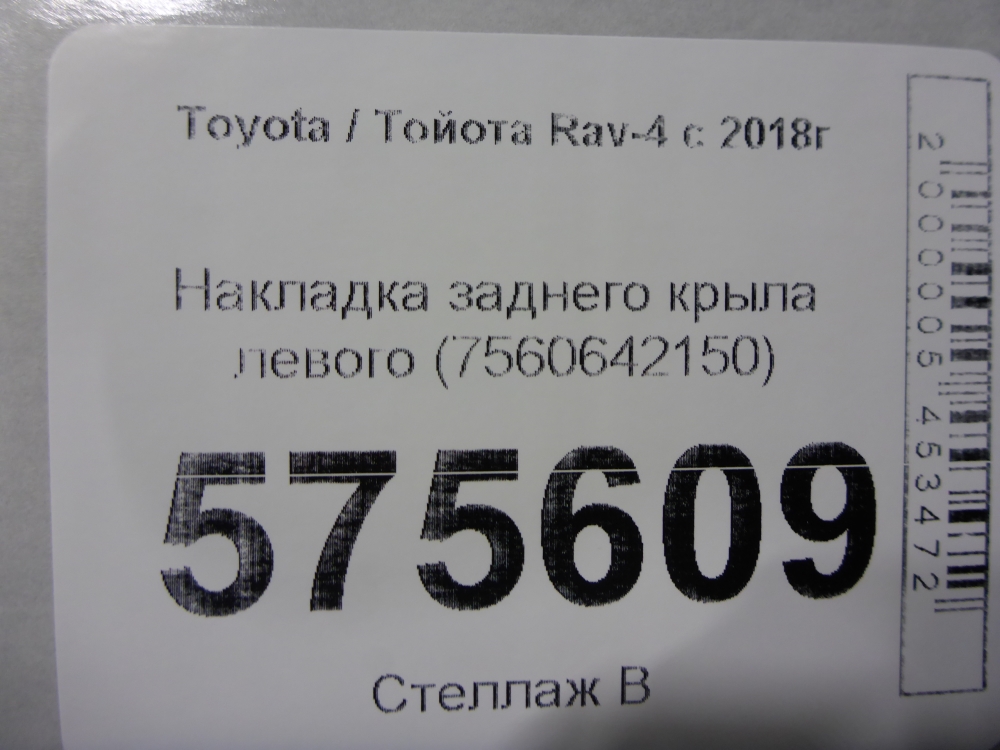 Toyota / Тойота Rav-4 с 2018г
Накладка заднего крыла
левого (7560642150)
575609
Стеллаж В
2000005453472